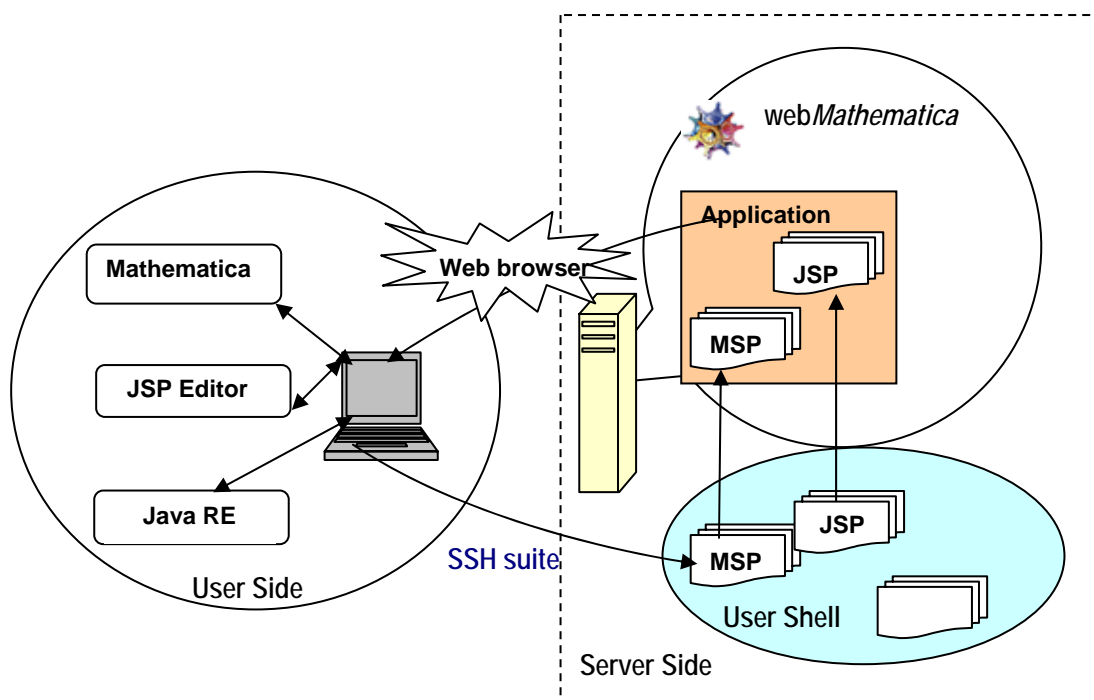 webMathematica
Application
JSP
MSP
Web browser
Mathematica
JSP Editor
Java RE
User Side
SSH suite
JSP
MSP
User Shell
Server Side